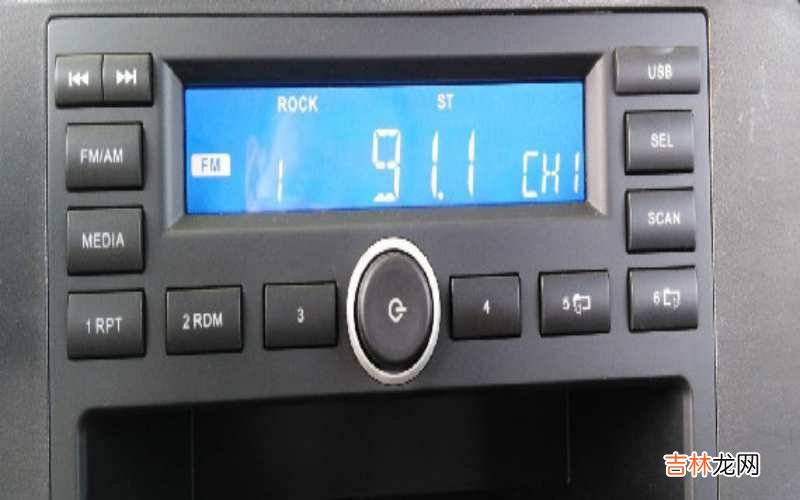 USB
ROCK ST
FM/AM
FM 1 91.1 CH1
SEL
MEDIA
SCAN
1 RPT
2 RDM
3
4
5
6
吉林龙网